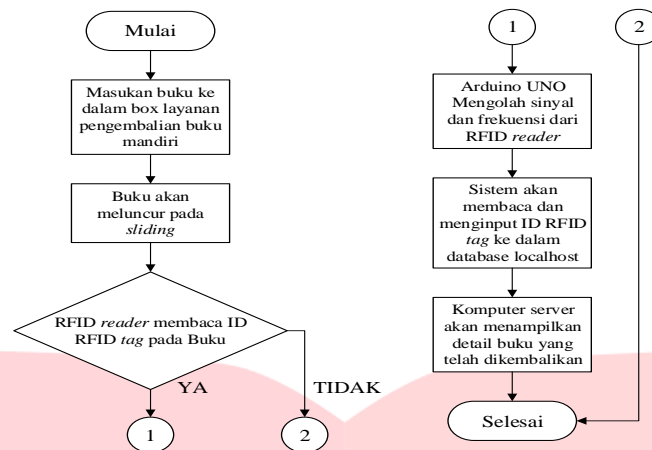 Mulai
Masukan buku ke
dalam box layanan
pengembalian buku
mandiri
Buku akan
meluncur pada
sliding
RFID reader membaca ID
RFID tag pada Buku
YA
TIDAK
1
2
1
2
Arduino UNO
Mengolah sinyal
dan frekuensi dari
RFID reader
Sistem akan
membaca dan
menginput ID RFID
tag ke dalam
database localhost
Komputer server
akan menampilkan
detail buku yang
telah dikembalikan
Selesai